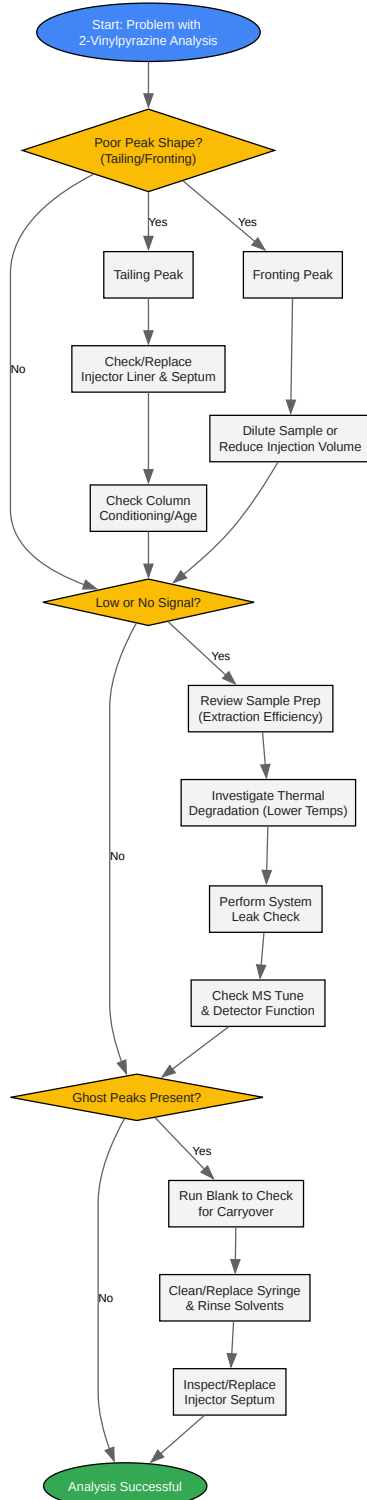 Start: Problem with
2-Vinylpyrazine Analysis
Poor Peak Shape?
(Tailing/Fronting)
Yes
Yes
Tailing Peak
Fronting Peak
No
Check/Replace
Injector Liner & Septum
Dilute Sample or
Reduce Injection Volume
Check Column
Conditioning/Age
Low or No Signal?
Yes
Review Sample Prep
(Extraction Efficiency)
Investigate Thermal
Degradation (Lower Temps)
No
Perform System
Leak Check
Check MS Tune
& Detector Function
Ghost Peaks Present?
Yes
Run Blank to Check
for Carryover
Clean/Replace Syringe
& Rinse Solvents
No
Inspect/Replace
Injector Septum
Analysis Successful